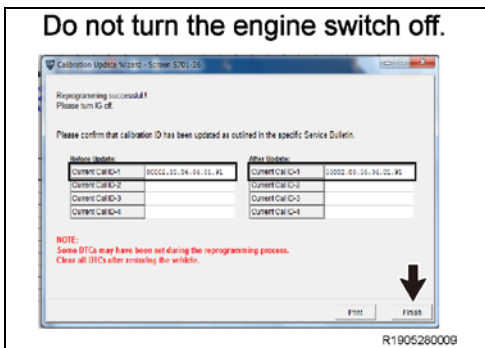 Do not turn the engine switch off.
Calibration Update Wizard - Screen S701-26
Reprogramming successful!
Please turn IG off.
Please confirm that calibration ID has been updated as outlined in the specific Service Bulletin.
Before Update: After Update:
Current Cal ID-1 Current Cal ID-1
Current Cal ID-2 Current Cal ID-2
Current Cal ID-3 Current Cal ID-3
Current Cal ID-4 Current Cal ID-4
NOTE:
Some DTCs may have been set during the reprogramming process.
Clear all DTCs after restoring the vehicle.
Print Finish
R1905280009